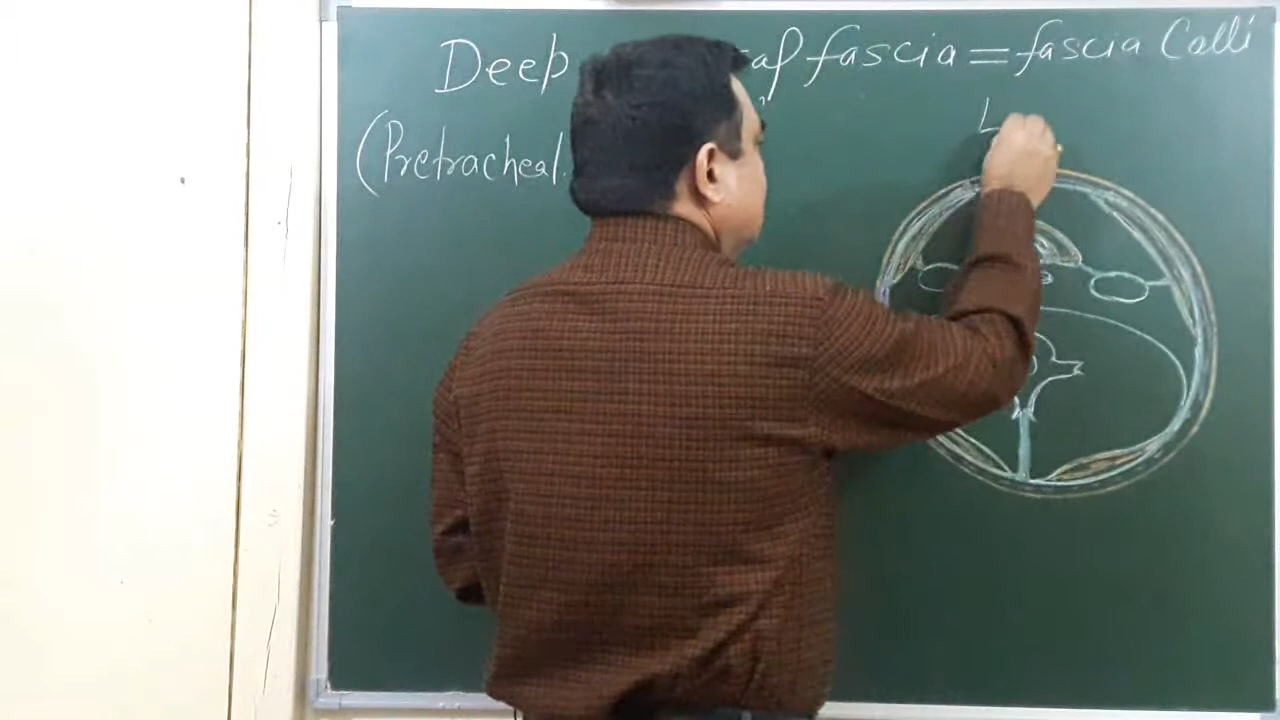 Deep fascia = fascia Colli
(Pretracheal
L